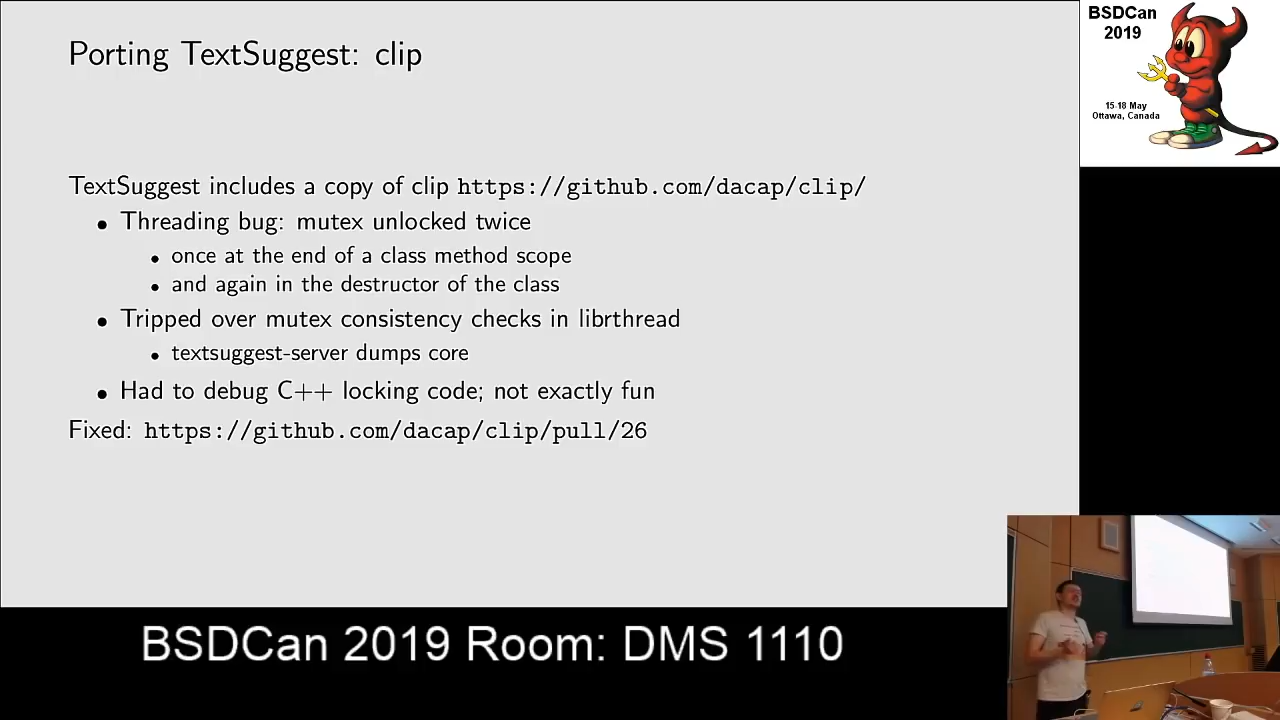 Porting TextSuggest: clip
TextSuggest includes a copy of clip https://github.com/dacap/clip/
• Threading bug: mutex unlocked twice
• once at the end of a class method scope
• and again in the destructor of the class
• Tripped over mutex consistency checks in librthread
• textsuggest-server dumps core
• Had to debug C++ locking code; not exactly fun
Fixed: https://github.com/dacap/clip/pull/26
BSDCan
2019
15-18 May
Ottawa, Canada
BSDCan 2019 Room: DMS 1110